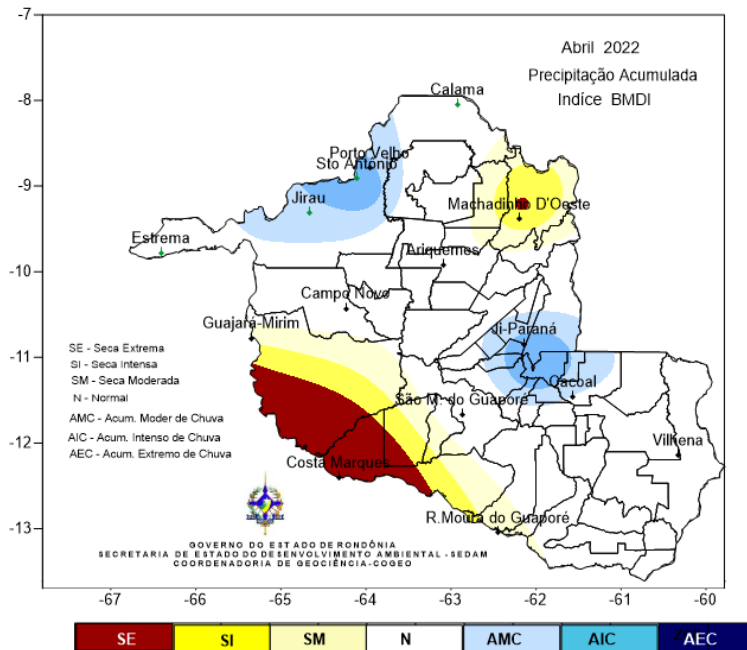 Abril 2022
Precipitação Acumulada
Indíce BMDI
-7
-8
-9
-10
-11
-12
-13
Calama
Porto Velho
Sto Antônio
Jirau
Machadinho D'Oeste
Estrema
Ariquemes
Campo Novo
Guajará-Mirim
Ji-Paraná
Cacoal
São M. do Guaporé
Vilhena
Costa Marques
R.Moura do Guaporé
SE - Seca Extrema
SI - Seca Intensa
SM - Seca Moderada
N - Normal
AMC - Acum. Moder de Chuva
AIC - Acum. Intenso de Chuva
AEC - Acum. Extremo de Chuva
GOVERNO DO ESTADO DE RONDÔNIA
SECRETARIA DE ESTADO DO DESENVOLVIMENTO AMBIENTAL -SEDAM
COORDENADORIA DE GEOCIÊNCIA-COGEO
-67 -66 -65 -64 -63 -62 -61 -60
SE SI SM N AMC AIC AEC